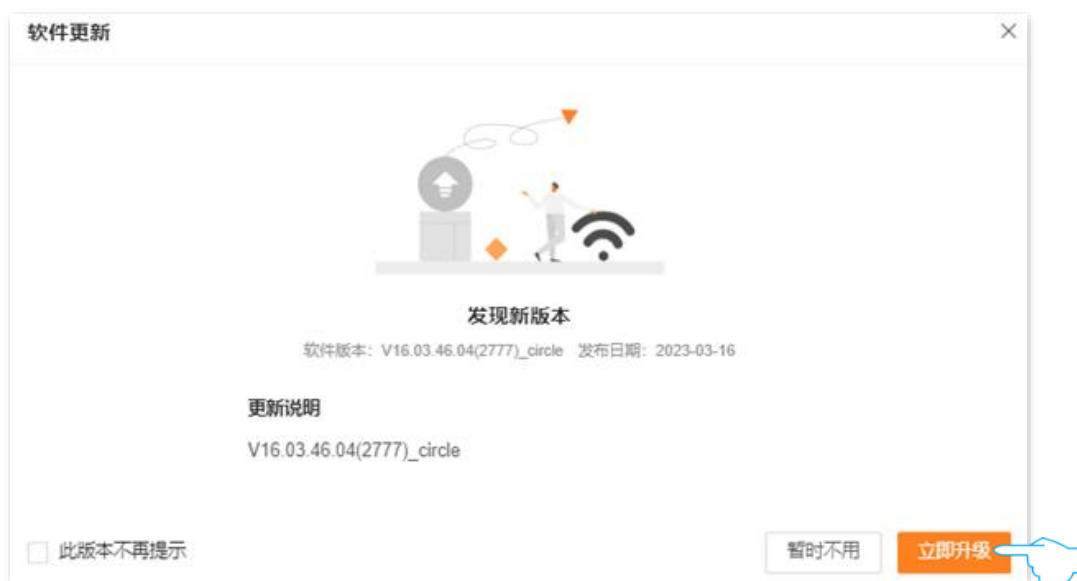 软件更新
发现新版本
软件版本：V16.03.46.04(2777)_circle 发布日期：2023-03-16
更新说明
V16.03.46.04(2777)_circle
此版本不再提示
暂时不用
立即升级